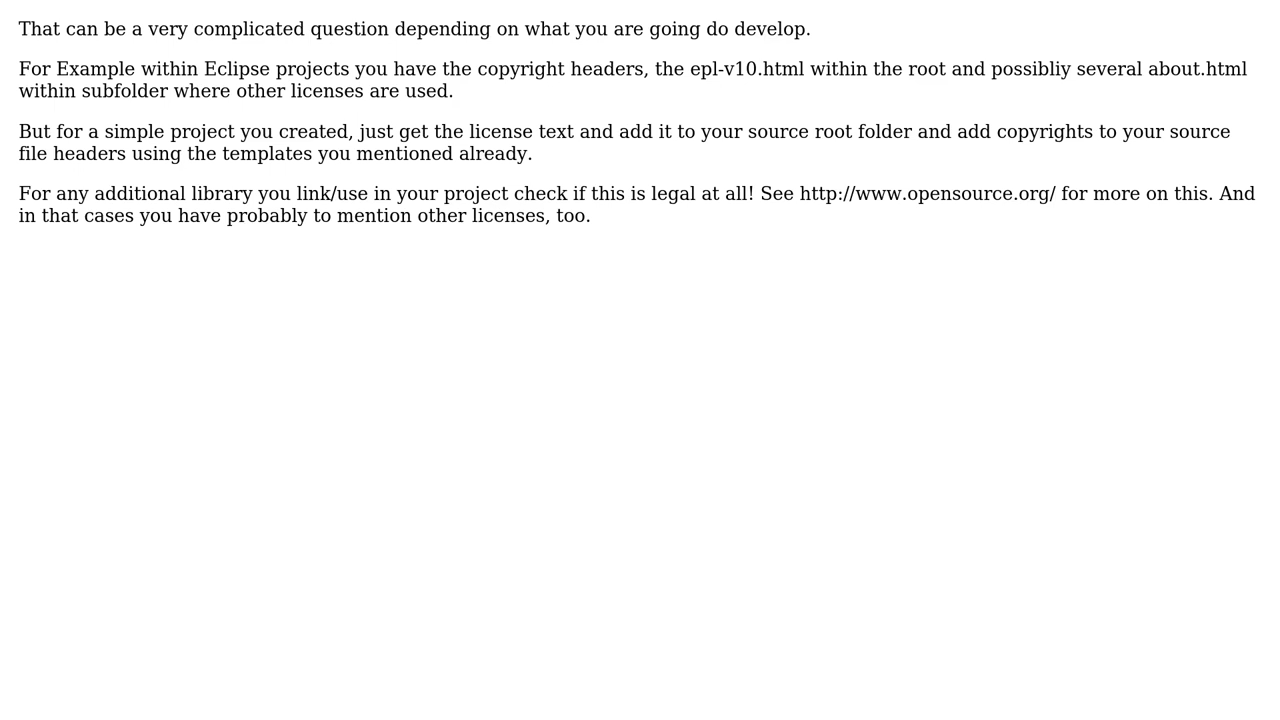 That can be a very complicated question depending on what you are going do develop.
For Example within Eclipse projects you have the copyright headers, the epl-v10.html within the root and possibliy several about.html
within subfolder where other licenses are used.
But for a simple project you created, just get the license text and add it to your source root folder and add copyrights to your source
file headers using the templates you mentioned already.
For any additional library you link/use in your project check if this is legal at all! See http://www.opensource.org/ for more on this. And
in that cases you have probably to mention other licenses, too.